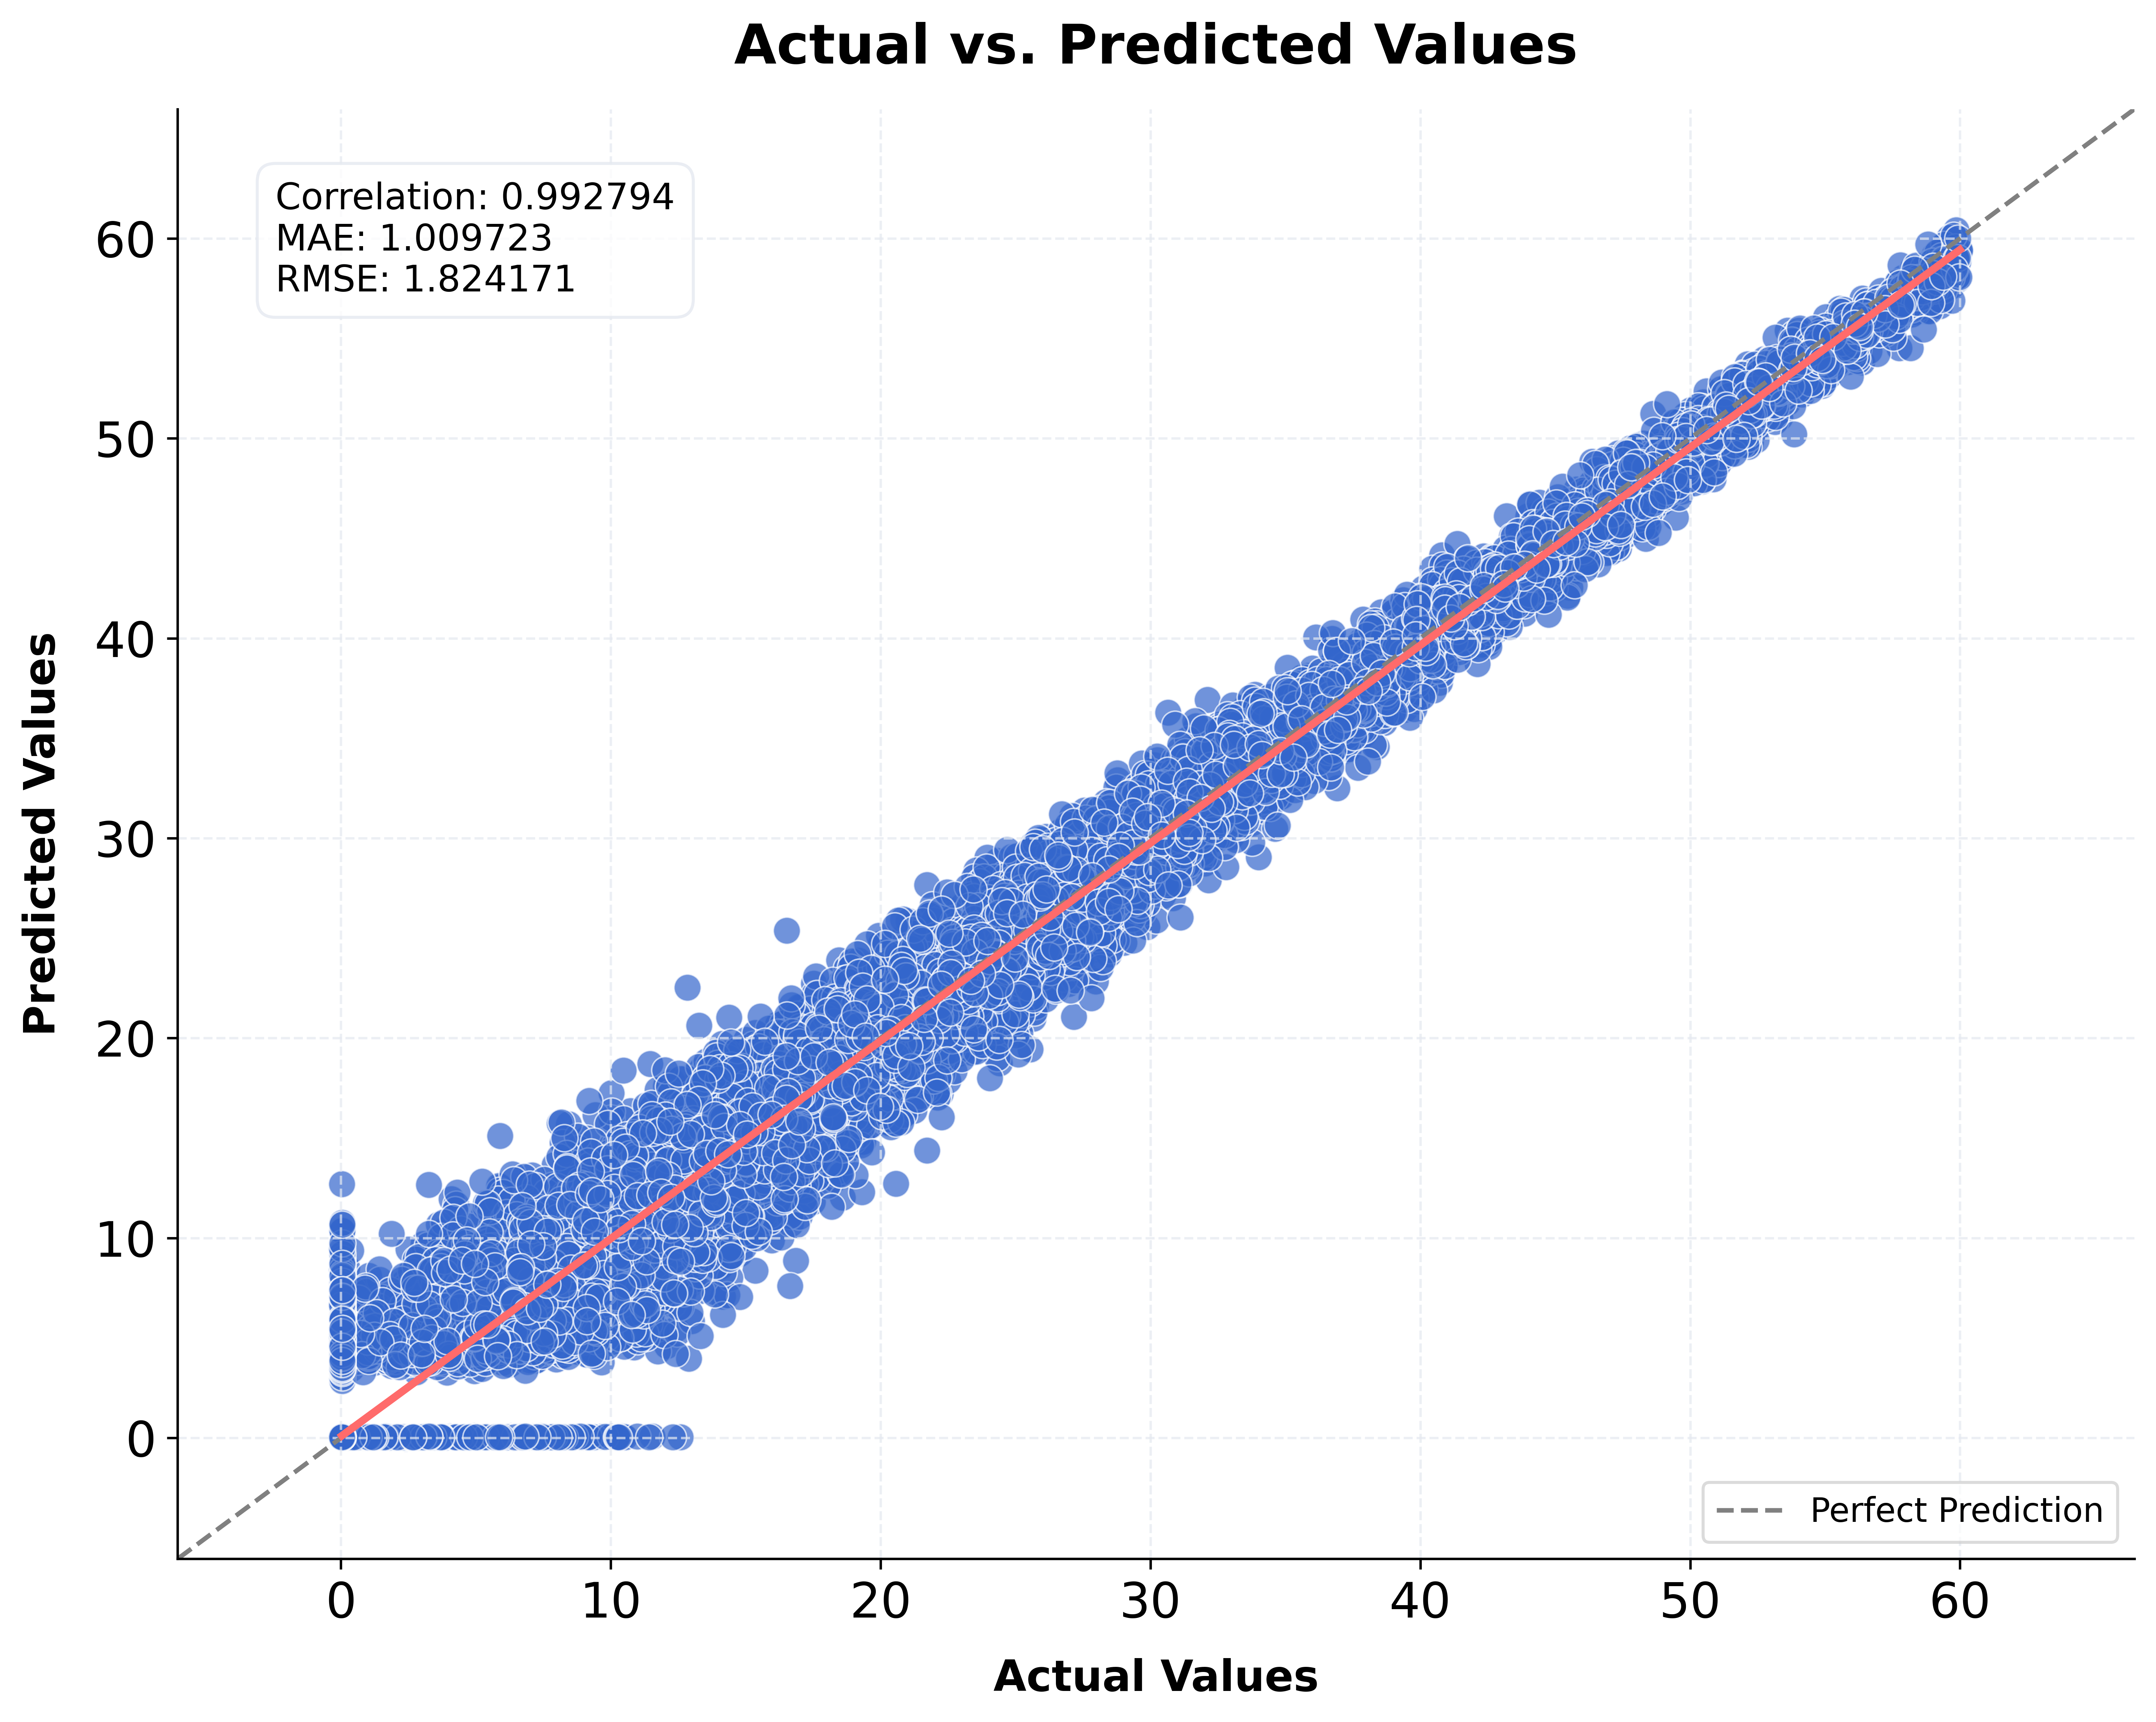 Actual vs. Predicted Values
Correlation: 0.992794
MAE: 1.009723
RMSE: 1.824171
Predicted Values
60
50
40
30
20
10
0
Perfect Prediction
0 10 20 30 40 50 60
Actual Values